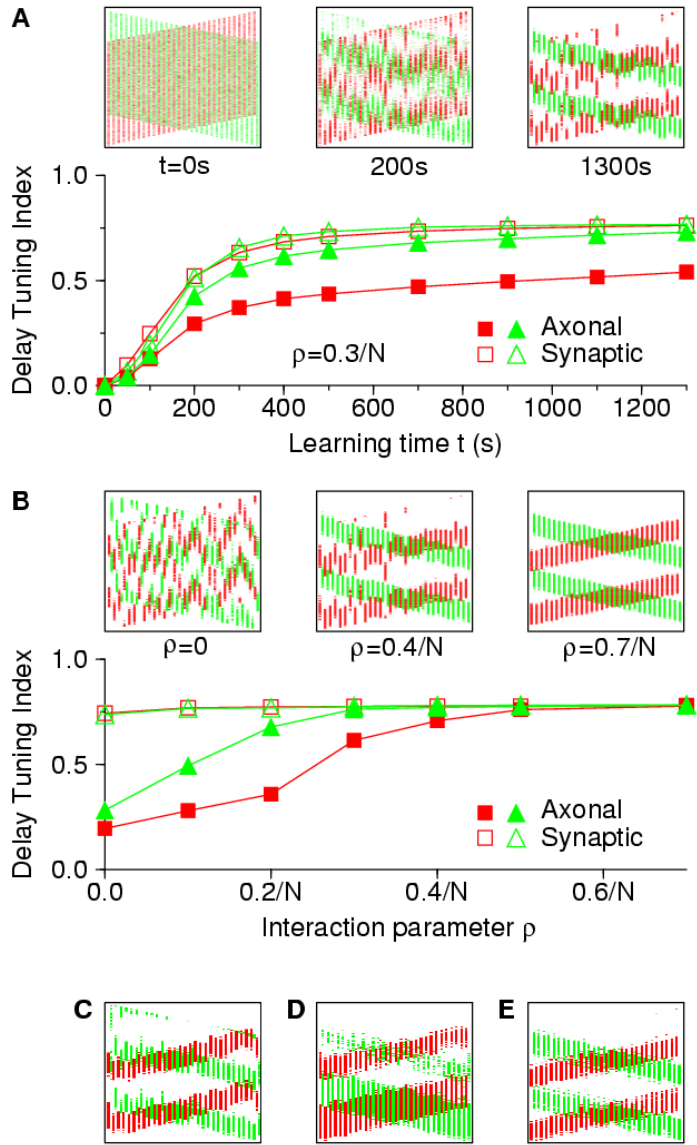 A
t=0s 200s 1300s
Delay Tuning Index
1.0
0.5
0.0
ρ=0.3/N
Axonal
Synaptic
0 200 400 600 800 1000 1200
Learning time t (s)
B
ρ=0 ρ=0.4/N ρ=0.7/N
Delay Tuning Index
1.0
0.5
0.0
Axonal
Synaptic
0.0 0.2/N 0.4/N 0.6/N
Interaction parameter ρ
C D E